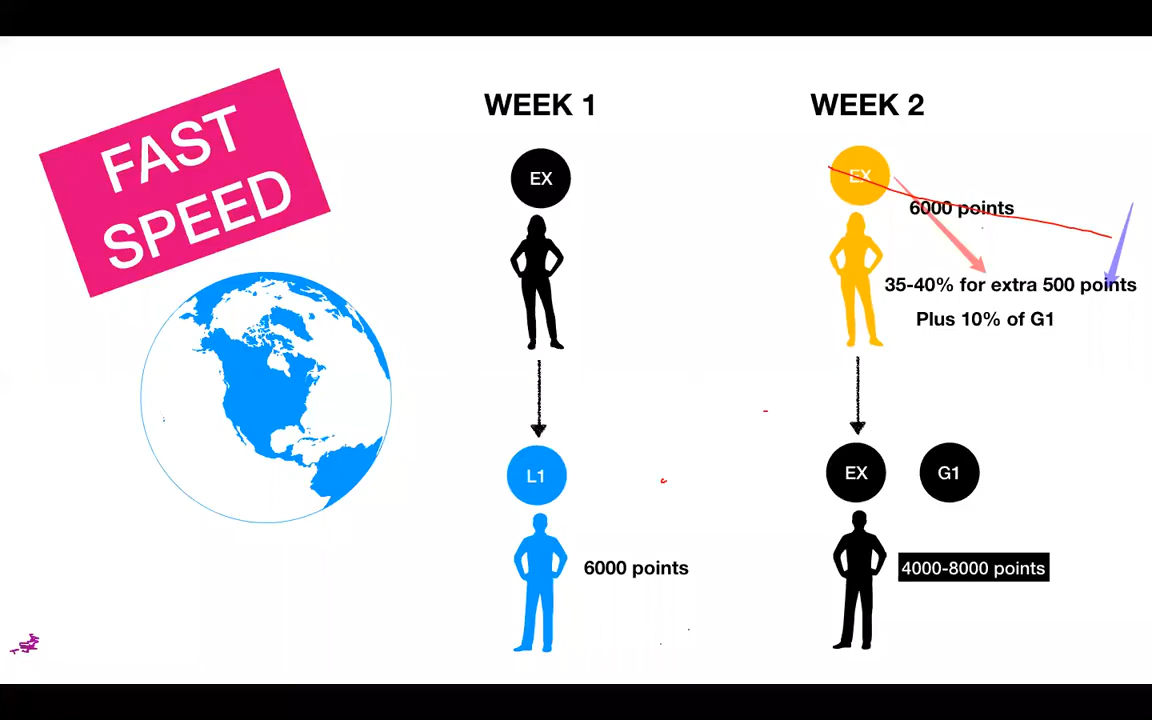 FAST
SPEED
WEEK 1
EX
L1
6000 points
WEEK 2
EX
6000 points
35-40% for extra 500 points
Plus 10% of G1
EX
G1
4000-8000 points